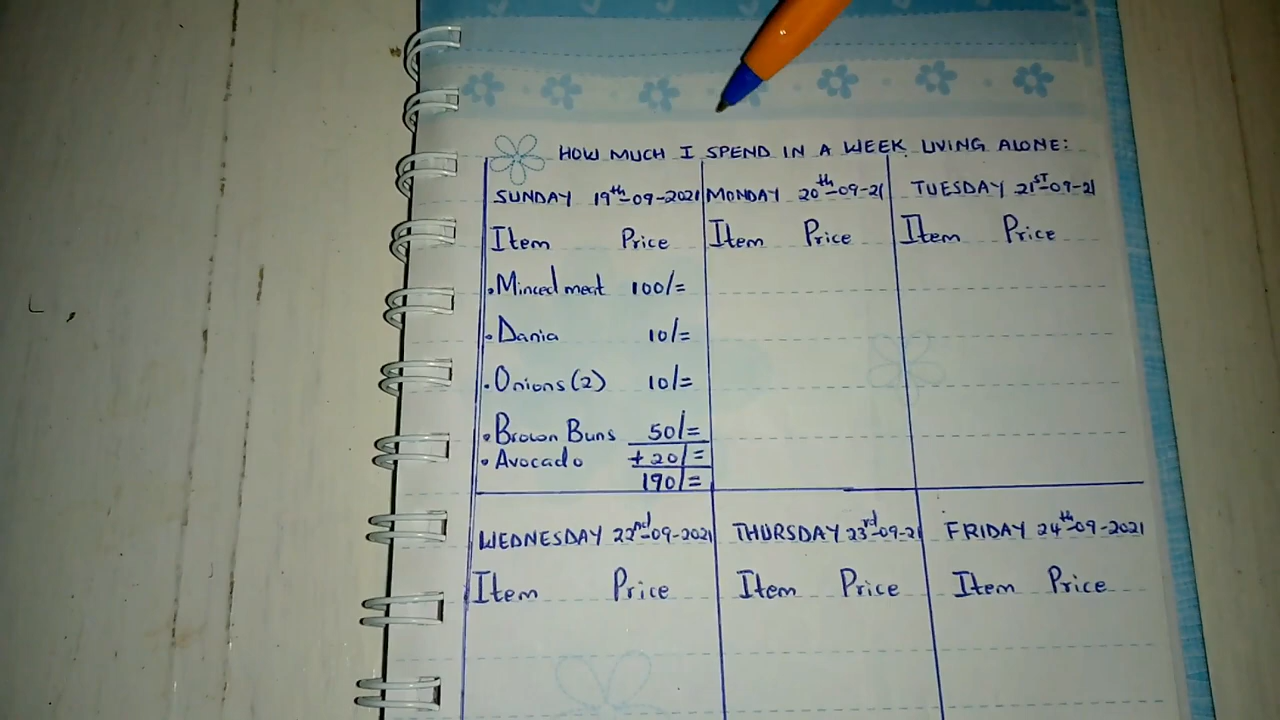 HOW MUCH I SPEND IN A WEEK LIVING ALONE:
SUNDAY 19th-09-2021
Item Price
• Minced meat 100/=
• Dania 10/=
• Onions (2) 10/=
• Brown Buns 50/=
• Avocado + 20/=
190/=
MONDAY 20th-09-21
Item Price
TUESDAY 21ST-09-21
Item Price
WEDNESDAY 22nd-09-2021
Item Price
THURSDAY 23rd-09-21
Item Price
FRIDAY 24th-09-2021
Item Price